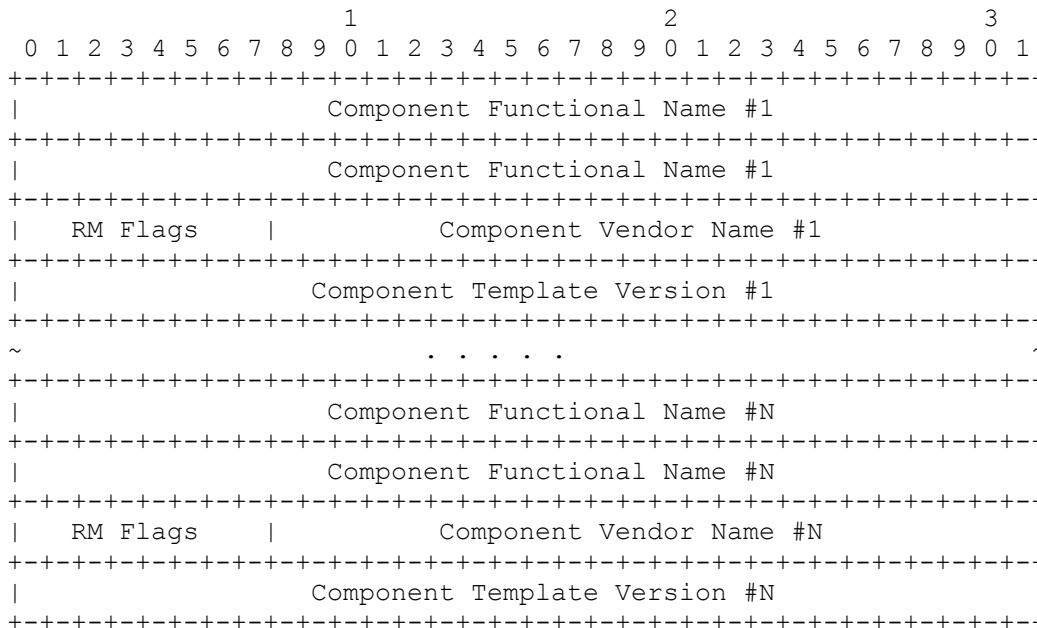 1                   2                   3
 0 1 2 3 4 5 6 7 8 9 0 1 2 3 4 5 6 7 8 9 0 1 2 3 4 5 6 7 8 9 0 1
+-+-+-+-+-+-+-+-+-+-+-+-+-+-+-+-+-+-+-+-+-+-+-+-+-+-+-+-+-+-+-+-+-
|                   Component Functional Name #1
+-+-+-+-+-+-+-+-+-+-+-+-+-+-+-+-+-+-+-+-+-+-+-+-+-+-+-+-+-+-+-+-+-
|                   Component Functional Name #1
+-+-+-+-+-+-+-+-+-+-+-+-+-+-+-+-+-+-+-+-+-+-+-+-+-+-+-+-+-+-+-+-+-
|   RM Flags    |          Component Vendor Name #1
+-+-+-+-+-+-+-+-+-+-+-+-+-+-+-+-+-+-+-+-+-+-+-+-+-+-+-+-+-+-+-+-+-
|                  Component Template Version #1
+-+-+-+-+-+-+-+-+-+-+-+-+-+-+-+-+-+-+-+-+-+-+-+-+-+-+-+-+-+-+-+-+-
~                         . . . . .                             ~
+-+-+-+-+-+-+-+-+-+-+-+-+-+-+-+-+-+-+-+-+-+-+-+-+-+-+-+-+-+-+-+-+-
|                   Component Functional Name #N
+-+-+-+-+-+-+-+-+-+-+-+-+-+-+-+-+-+-+-+-+-+-+-+-+-+-+-+-+-+-+-+-+-
|                   Component Functional Name #N
+-+-+-+-+-+-+-+-+-+-+-+-+-+-+-+-+-+-+-+-+-+-+-+-+-+-+-+-+-+-+-+-+-
|   RM Flags    |          Component Vendor Name #N
+-+-+-+-+-+-+-+-+-+-+-+-+-+-+-+-+-+-+-+-+-+-+-+-+-+-+-+-+-+-+-+-+-
|                  Component Template Version #N
+-+-+-+-+-+-+-+-+-+-+-+-+-+-+-+-+-+-+-+-+-+-+-+-+-+-+-+-+-+-+-+-+-